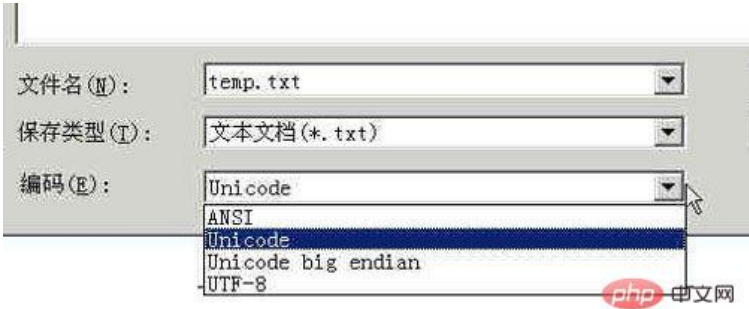 文件名(N): temp.txt
保存类型(T): 文本文档(*.txt)
编码(E): Unicode
ANSI
Unicode
Unicode big endian
UTF-8
php 中文网